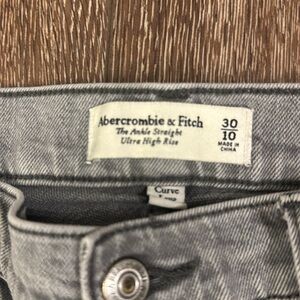 Abercrombie & Fitch
The Ankle Straight
Ultra High Rise
30
10
MADE IN
CHINA
Curve